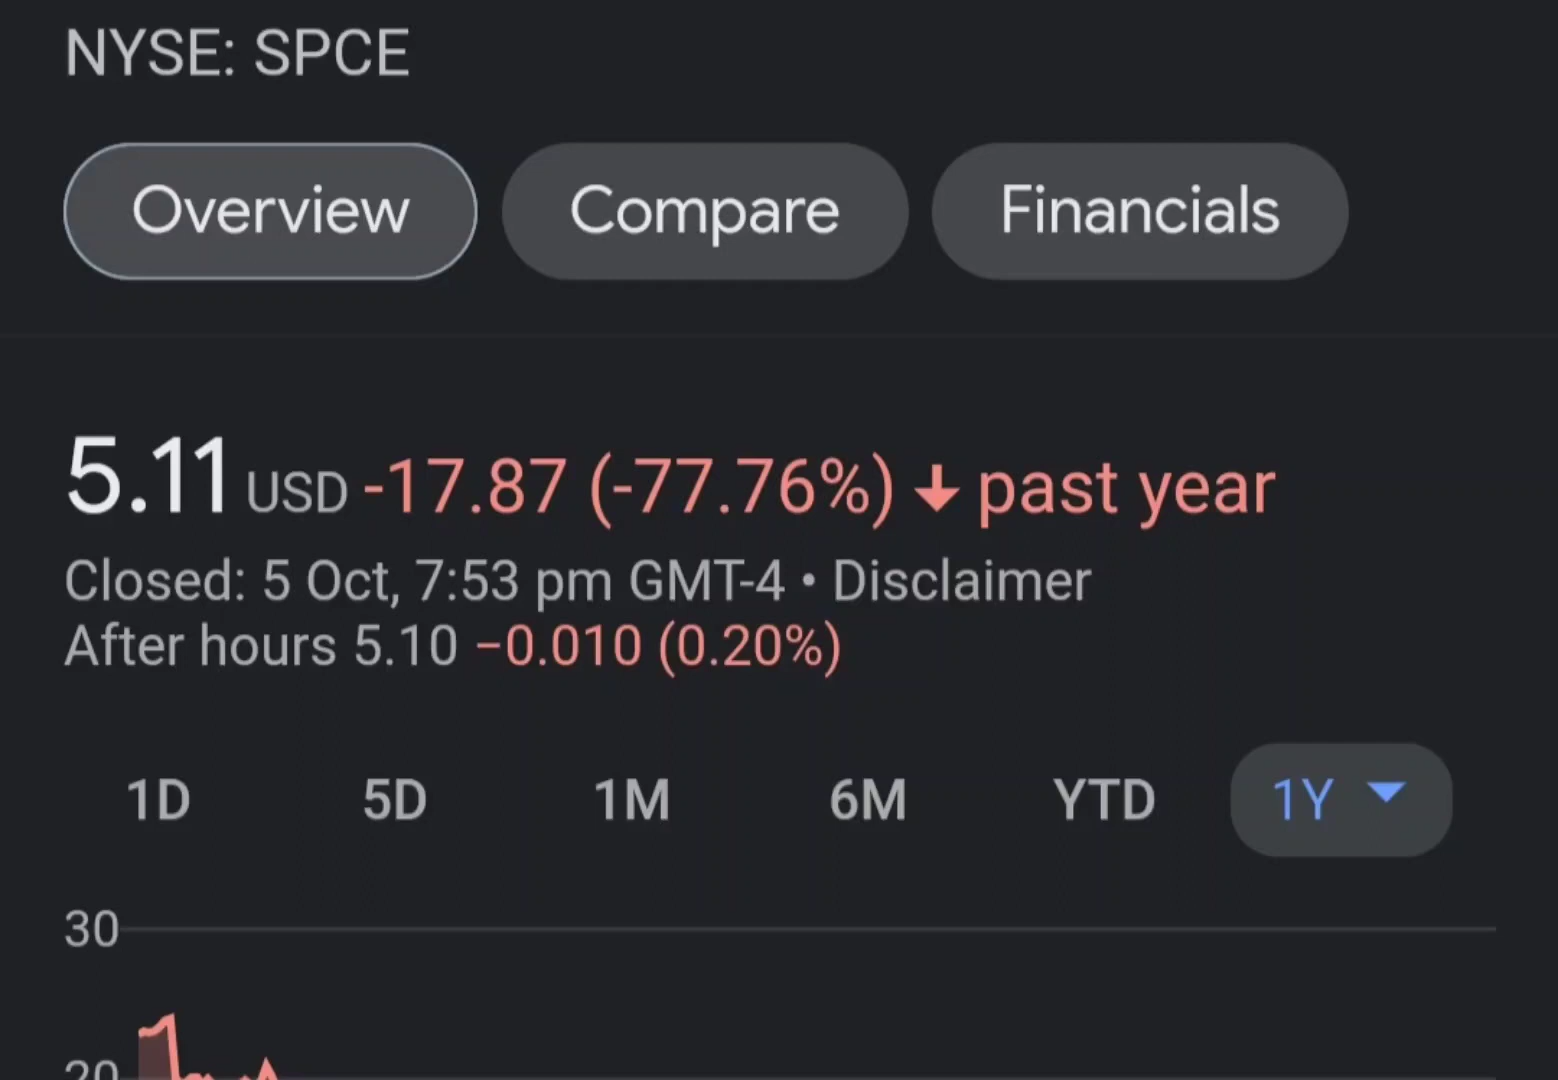 NYSE: SPCE
Overview Compare Financials
5.11 USD -17.87 (-77.76%) ↓ past year
Closed: 5 Oct, 7:53 pm GMT-4 • Disclaimer
After hours 5.10 −0.010 (0.20%)
1D 5D 1M 6M YTD 1Y
30
20